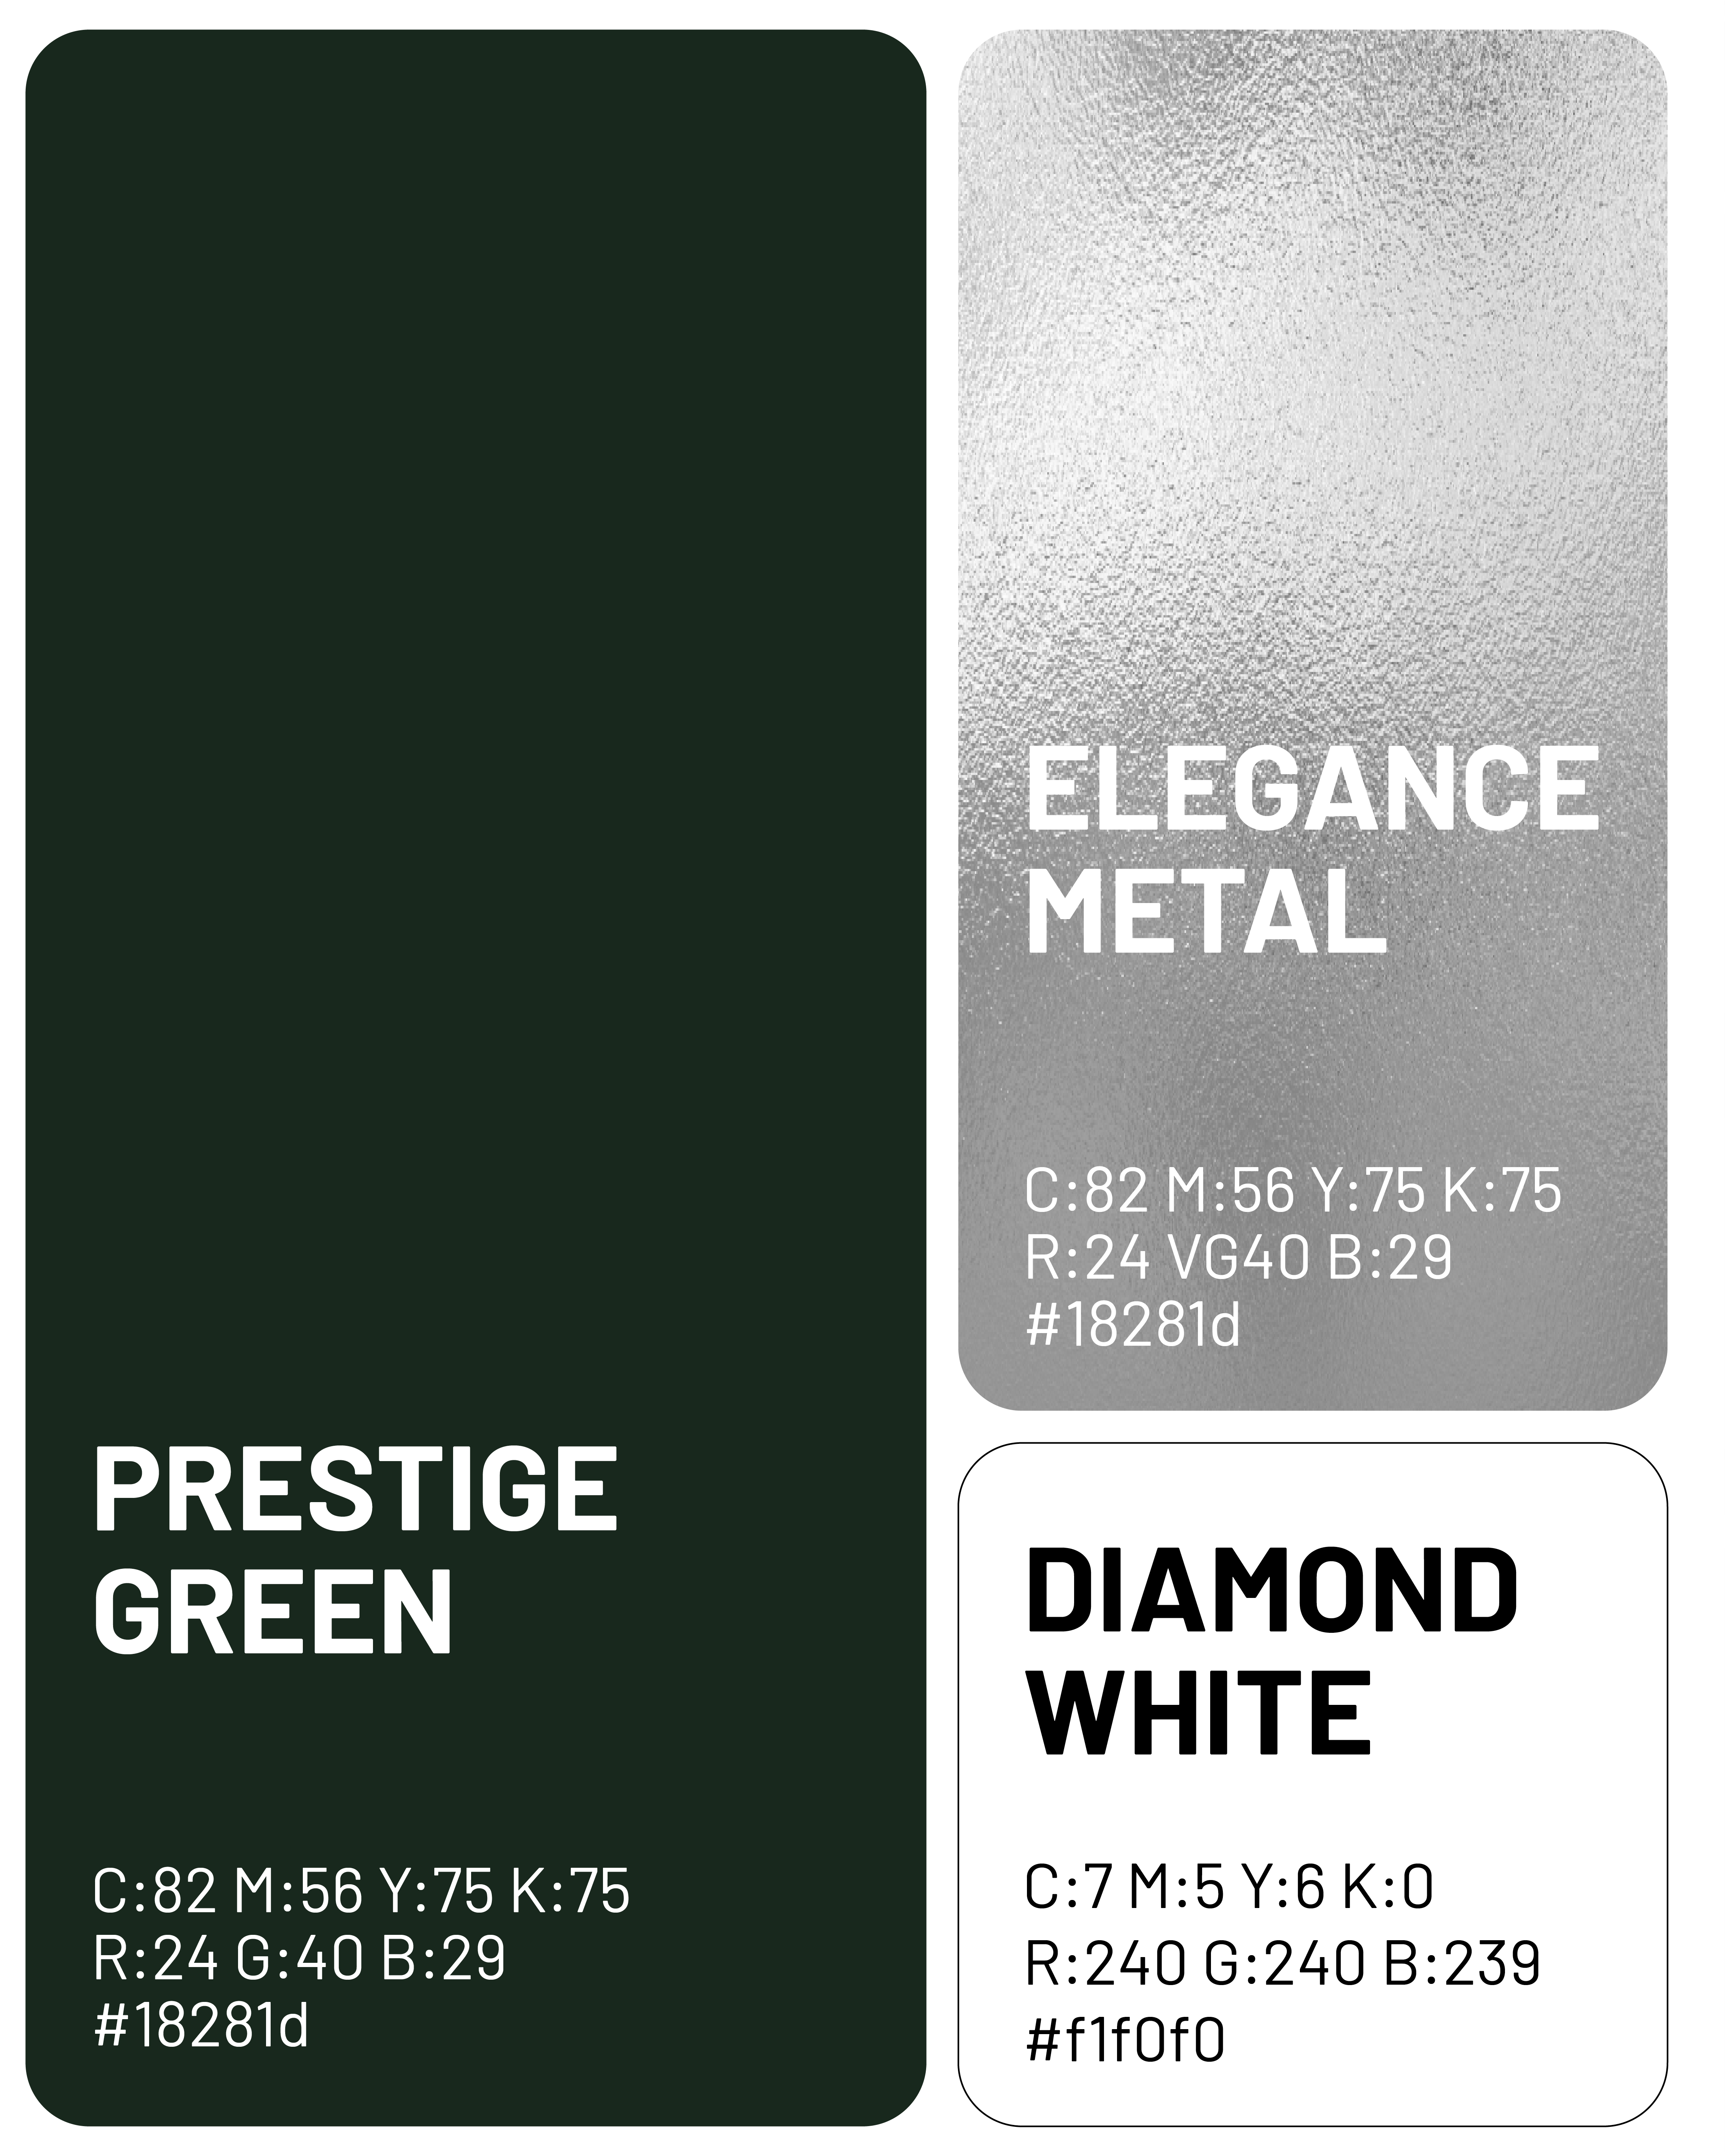 PRESTIGE
GREEN
C:82 M:56 Y:75 K:75
R:24 G:40 B:29
#18281d
ELEGANCE
METAL
C:82 M:56 Y:75 K:75
R:24 VG40 B:29
#18281d
DIAMOND
WHITE
C:7 M:5 Y:6 K:0
R:240 G:240 B:239
#f1f0f0